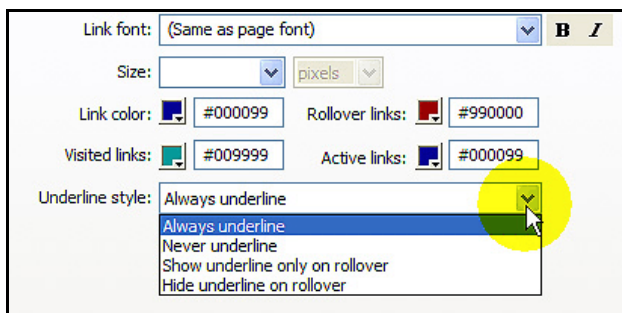 Link font: (Same as page font) B I
Size: pixels
Link color: #000099 Rollover links: #990000
Visited links: #009999 Active links: #000099
Underline style: Always underline
Always underline
Never underline
Show underline only on rollover
Hide underline on rollover